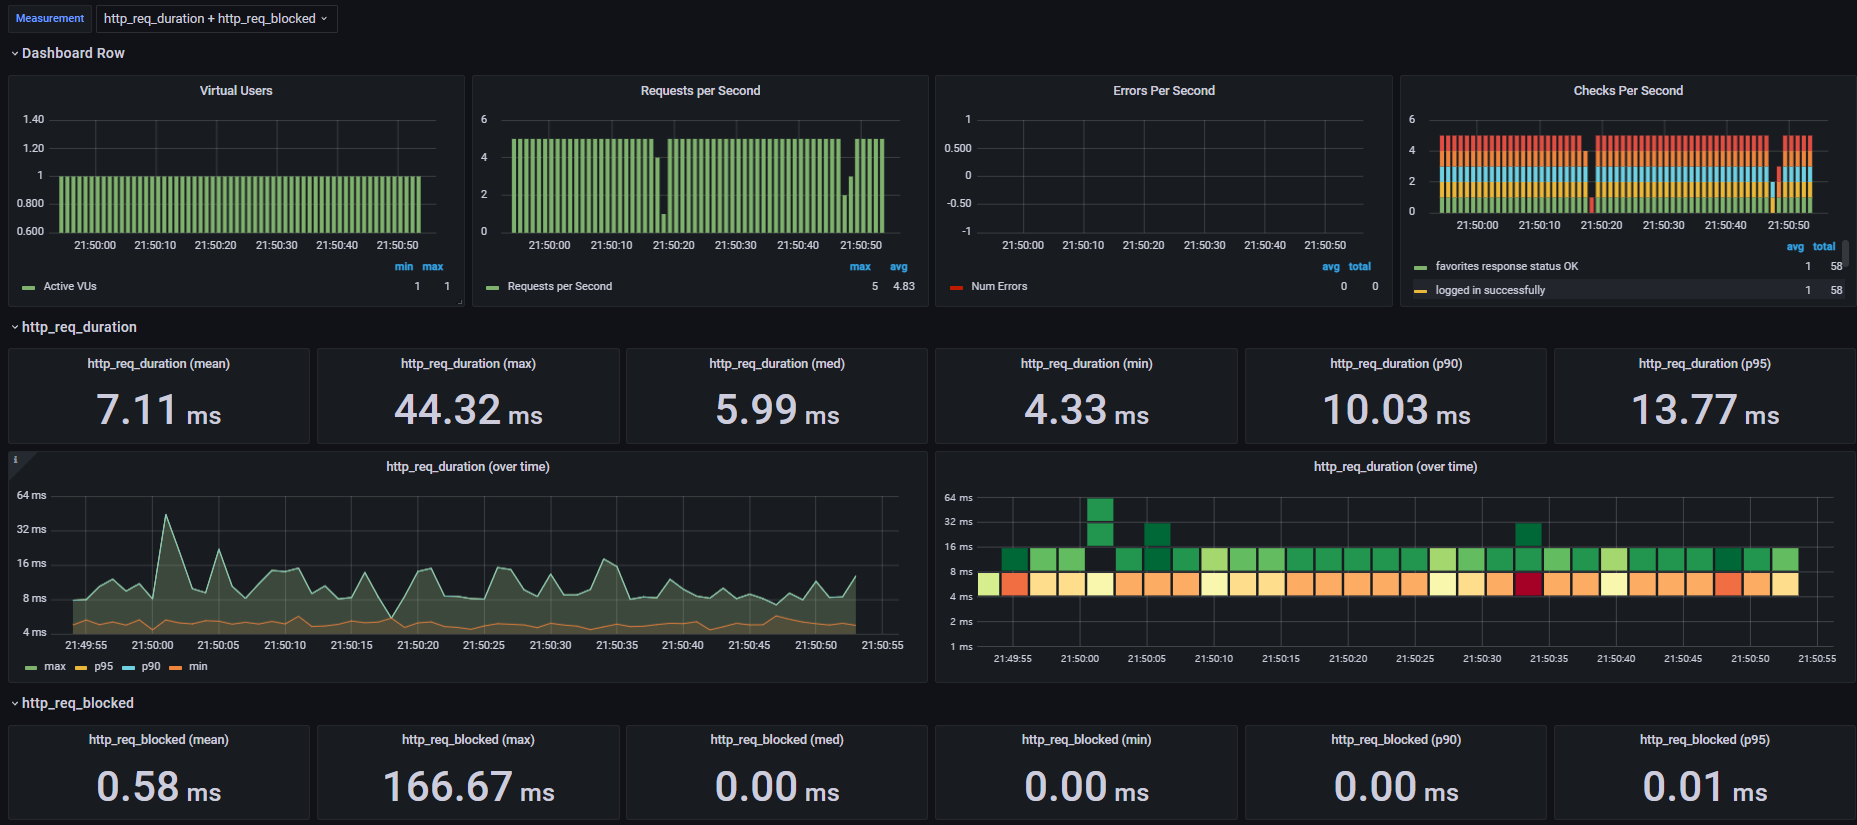 Measurement http_req_duration + http_req_blocked
Dashboard Row
Virtual Users
1.40
1.20
1
0.800
0.600
21:50:00 21:50:10 21:50:20 21:50:30 21:50:40 21:50:50
min max
Active VUs 1 1
Requests per Second
6
4
2
0
21:50:00 21:50:10 21:50:20 21:50:30 21:50:40 21:50:50
max avg
Requests per Second 5 4.83
Errors Per Second
1
0.500
0
-0.50
-1
21:50:00 21:50:10 21:50:20 21:50:30 21:50:40 21:50:50
avg total
Num Errors 0 0
Checks Per Second
6
4
2
0
21:50:00 21:50:10 21:50:20 21:50:30 21:50:40 21:50:50
avg total
favorites response status OK 1 58
logged in successfully 1 58
http_req_duration
http_req_duration (mean)
7.11 ms
http_req_duration (max)
44.32 ms
http_req_duration (med)
5.99 ms
http_req_duration (min)
4.33 ms
http_req_duration (p90)
10.03 ms
http_req_duration (p95)
13.77 ms
i
http_req_duration (over time)
64 ms
32 ms
16 ms
8 ms
4 ms
21:49:55 21:50:00 21:50:05 21:50:10 21:50:15 21:50:20 21:50:25 21:50:30 21:50:35 21:50:40 21:50:45 21:50:50 21:50:55
max p95 p90 min
http_req_duration (over time)
64 ms
32 ms
16 ms
8 ms
4 ms
2 ms
1 ms
21:49:55 21:50:00 21:50:05 21:50:10 21:50:15 21:50:20 21:50:25 21:50:30 21:50:35 21:50:40 21:50:45 21:50:50 21:50:55
http_req_blocked
http_req_blocked (mean)
0.58 ms
http_req_blocked (max)
166.67 ms
http_req_blocked (med)
0.00 ms
http_req_blocked (min)
0.00 ms
http_req_blocked (p90)
0.00 ms
http_req_blocked (p95)
0.01 ms